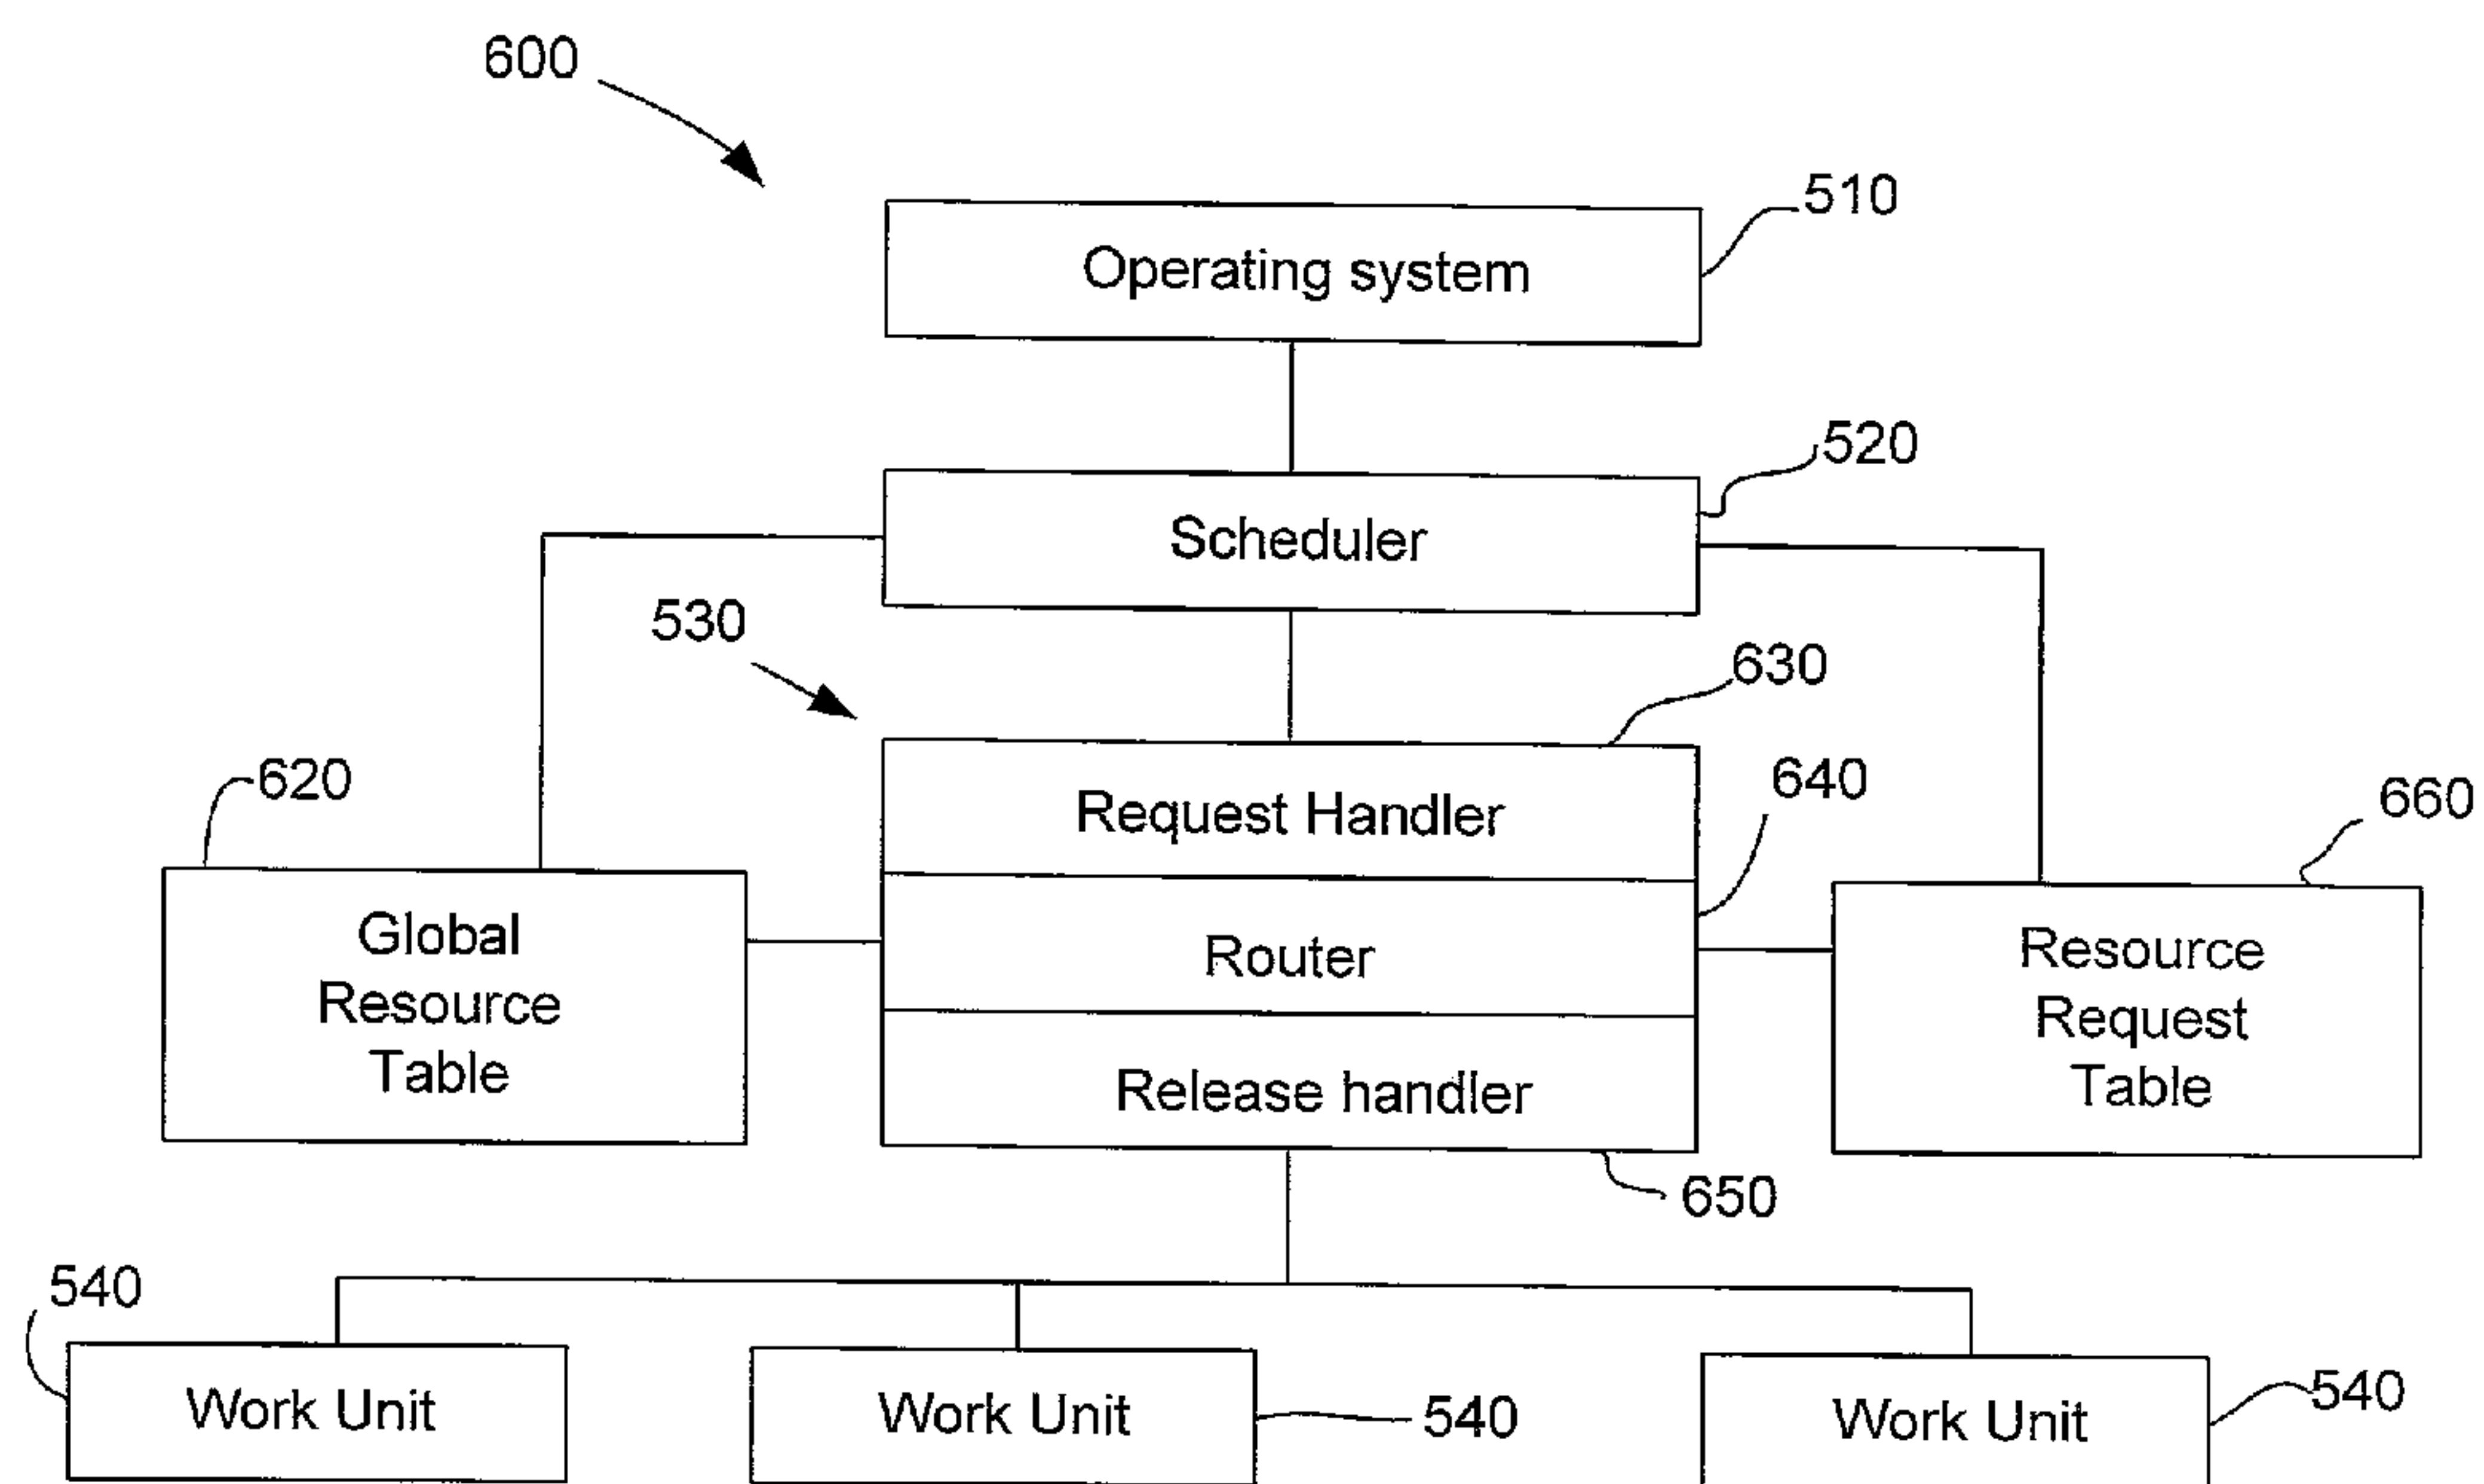 600
510
Operating system
520
Scheduler
530
630
620
640
660
Request Handler
Global
Resource
Table
Router
Resource
Request
Table
Release handler
650
540
Work Unit
Work Unit
540
Work Unit
540